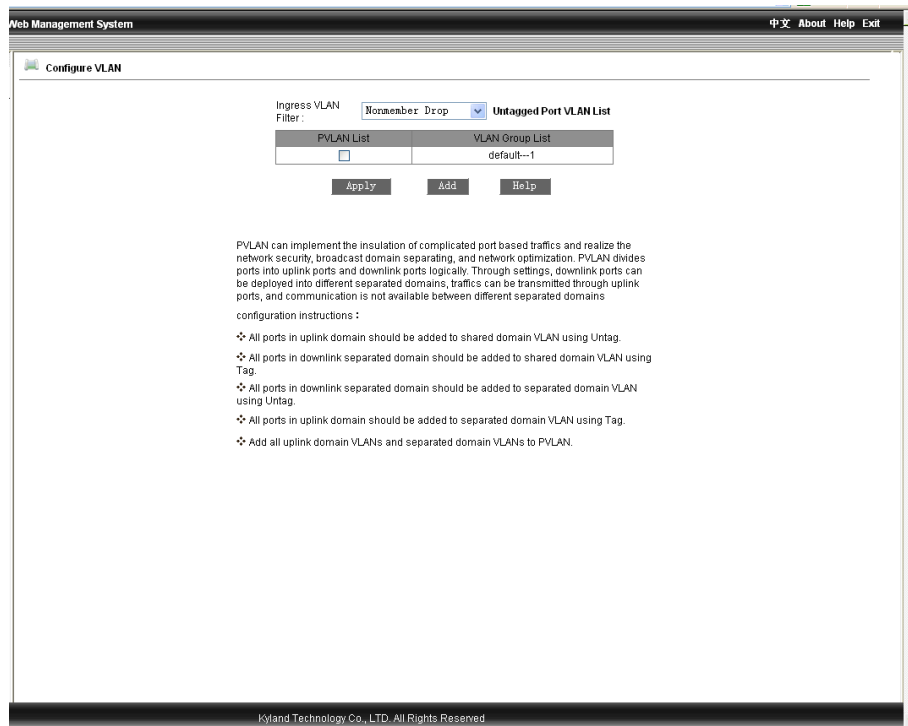 Web Management System
中文 About Help Exit
Configure VLAN
Ingress VLAN
Filter :
Nonmember Drop
Untagged Port VLAN List
PVLAN List VLAN Group List
default---1
Apply Add Help
PVLAN can implement the insulation of complicated port based traffics and realize the
network security, broadcast domain separating, and network optimization. PVLAN divides
ports into uplink ports and downlink ports logically. Through settings, downlink ports can
be deployed into different separated domains, traffics can be transmitted through uplink
ports, and communication is not available between different separated domains
configuration instructions：
All ports in uplink domain should be added to shared domain VLAN using Untag.
All ports in downlink separated domain should be added to shared domain VLAN using
Tag.
All ports in downlink separated domain should be added to separated domain VLAN
using Untag.
All ports in uplink domain should be added to separated domain VLAN using Tag.
Add all uplink domain VLANs and separated domain VLANs to PVLAN.
Kyland Technology Co., LTD. All Rights Reserved